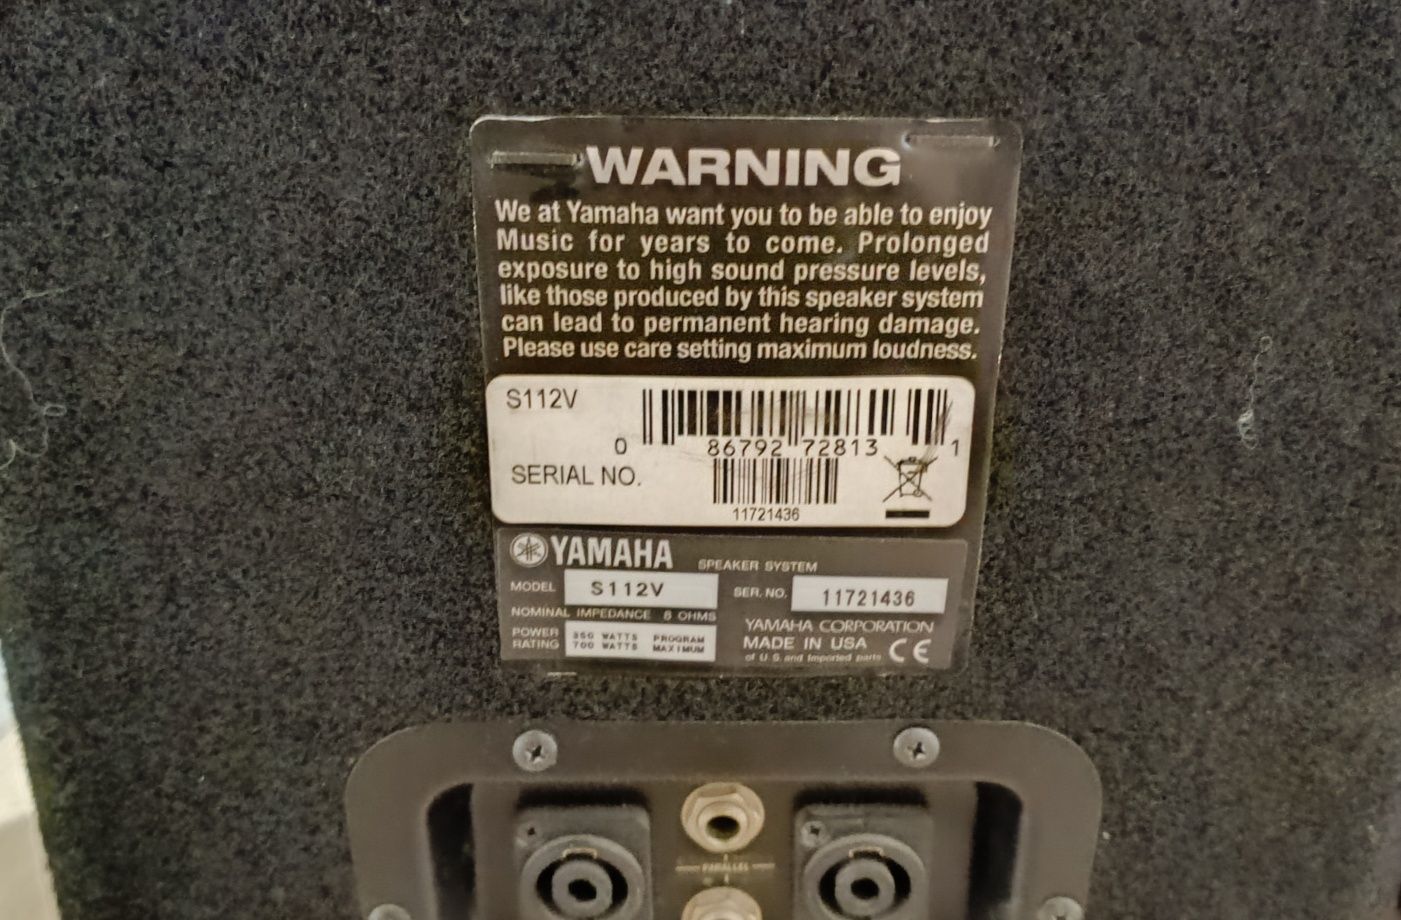 WARNING
We at Yamaha want you to be able to enjoy
Music for years to come. Prolonged
exposure to high sound pressure levels,
like those produced by this speaker system
can lead to permanent hearing damage.
Please use care setting maximum loudness.
S112V
0 86792 72813 1
SERIAL NO.
11721436
YAMAHA SPEAKER SYSTEM
MODEL S112V SER. NO. 11721436
NOMINAL IMPEDANCE 8 OHMS
POWER RATING 350 WATTS PROGRAM
700 WATTS MAXIMUM
YAMAHA CORPORATION
MADE IN USA
of U.S. and Imported parts CE
PARALLEL